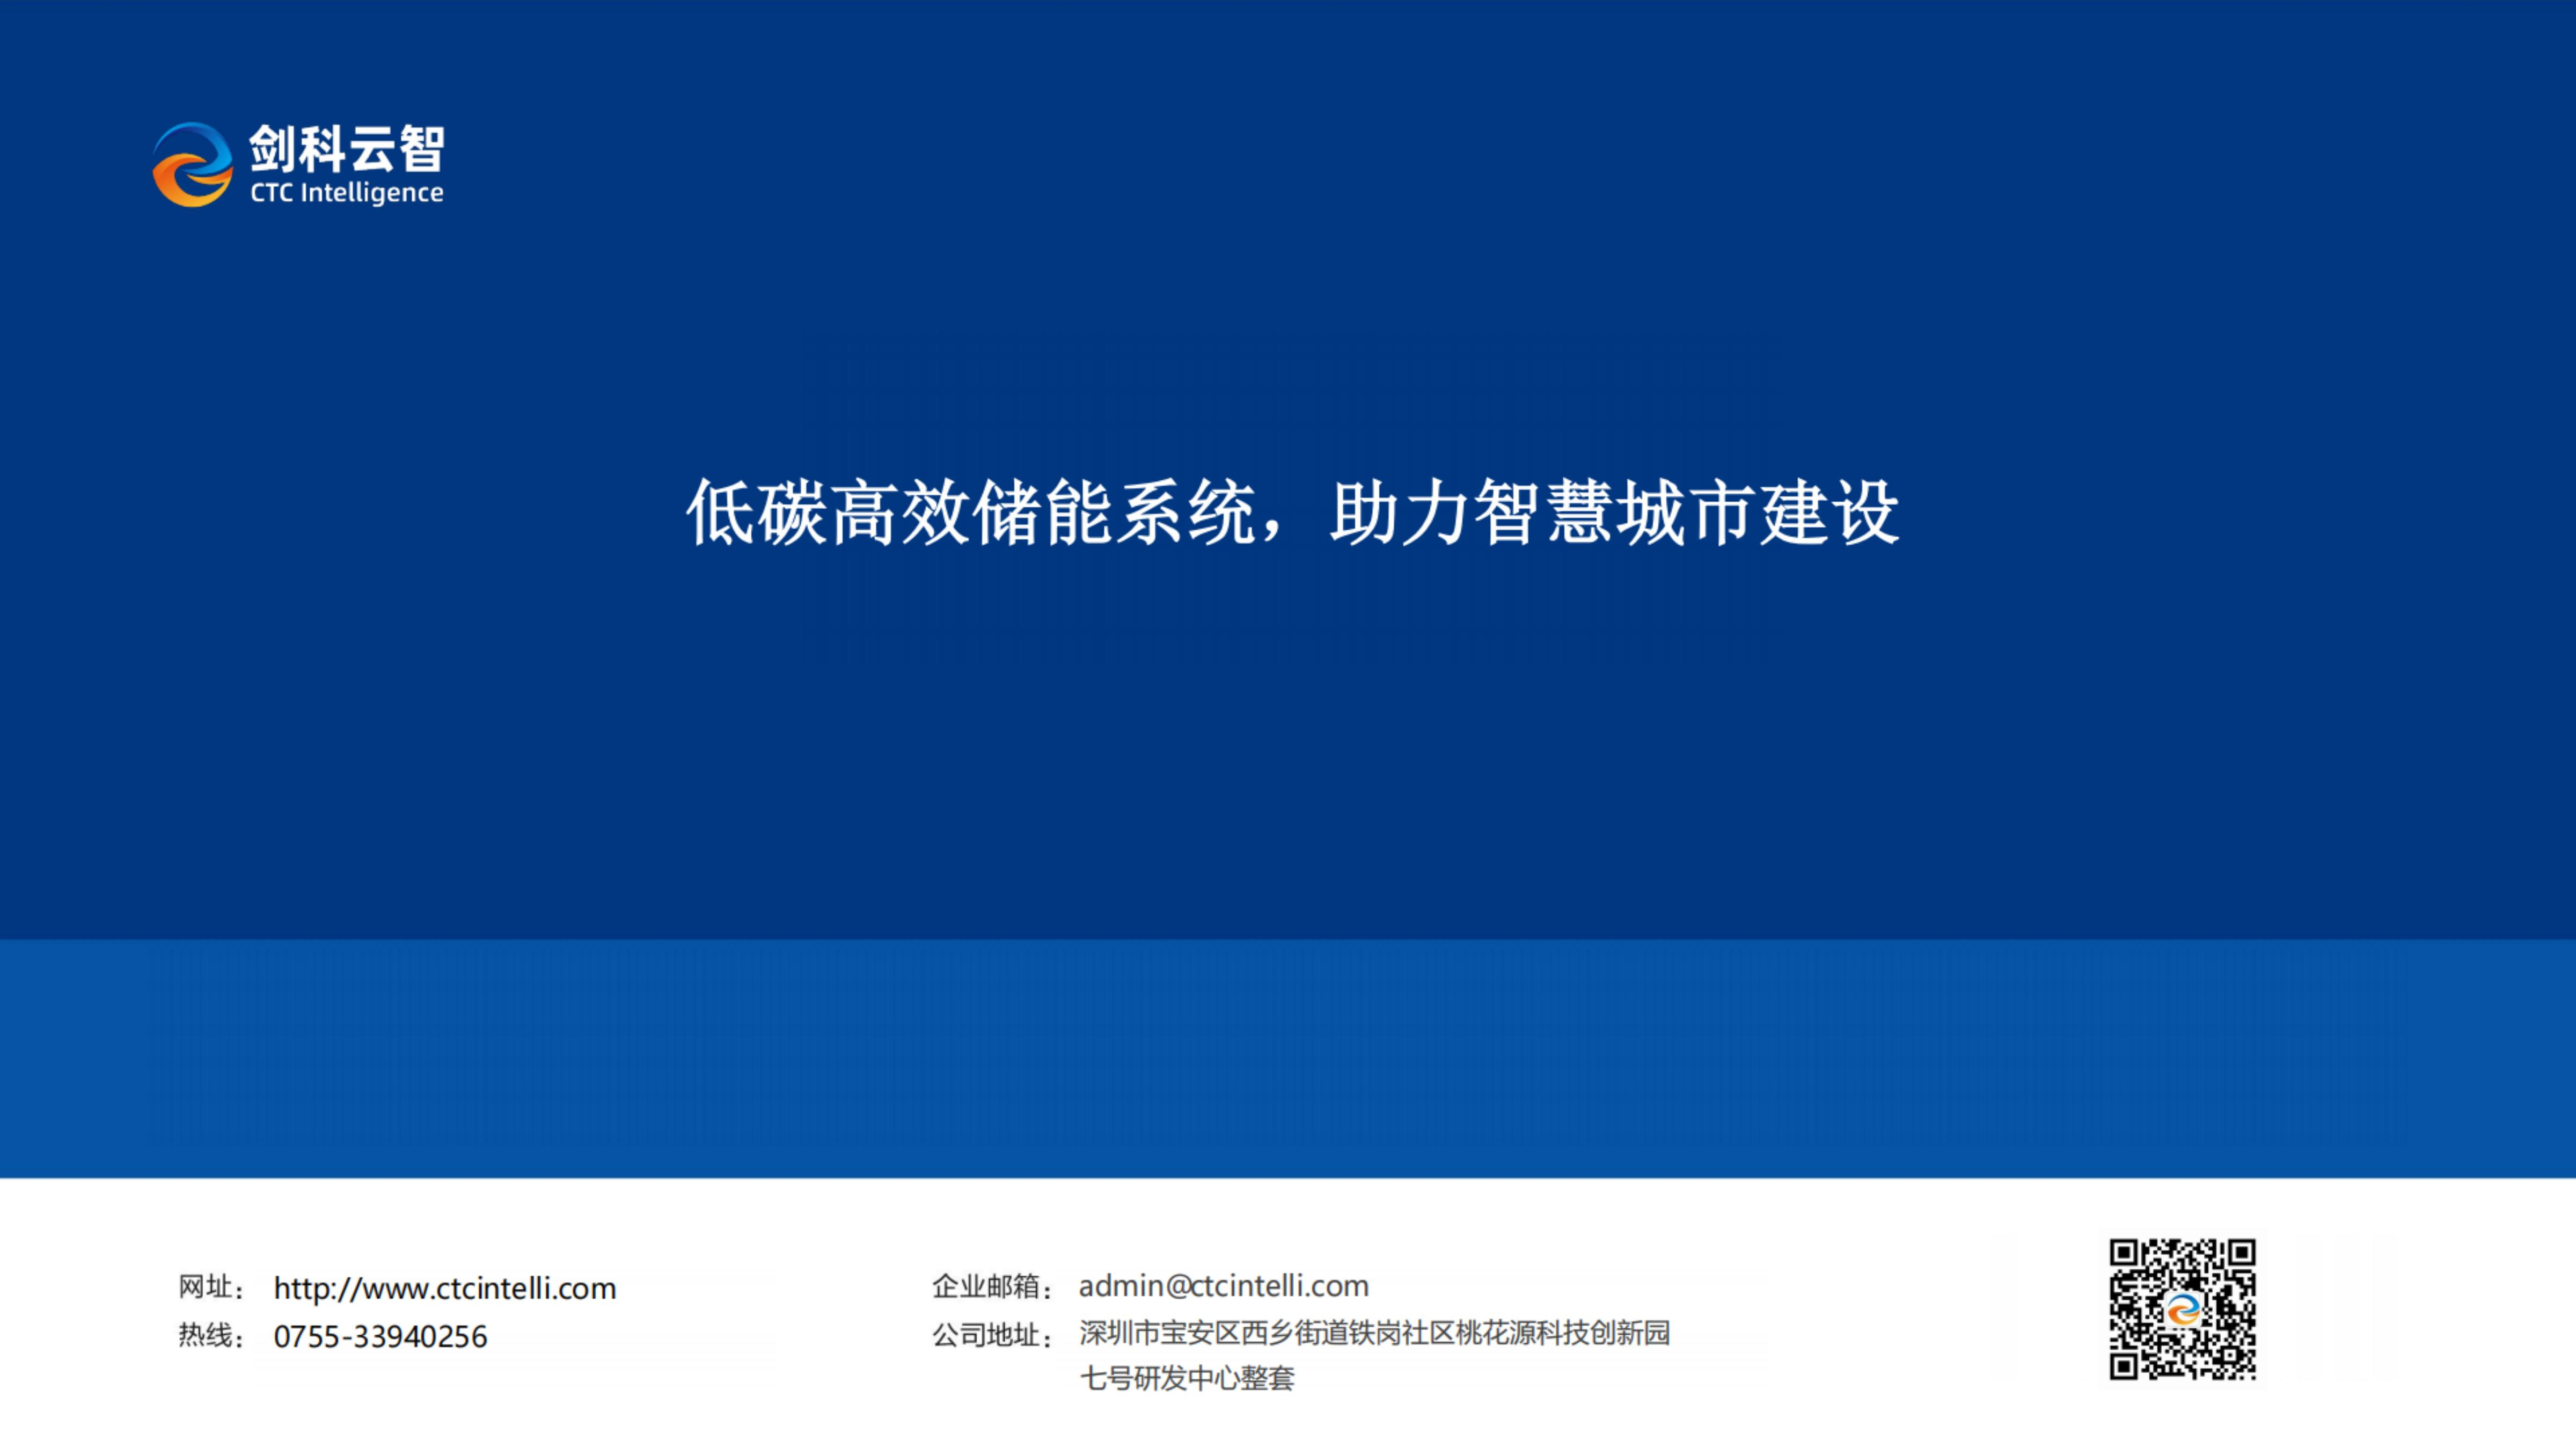 剑科云智
CTC Intelligence
低碳高效储能系统，助力智慧城市建设
网址： http://www.ctcintelli.com
热线： 0755-33940256
企业邮箱： admin@ctcintelli.com
公司地址： 深圳市宝安区西乡街道铁岗社区桃花源科技创新园
七号研发中心整套